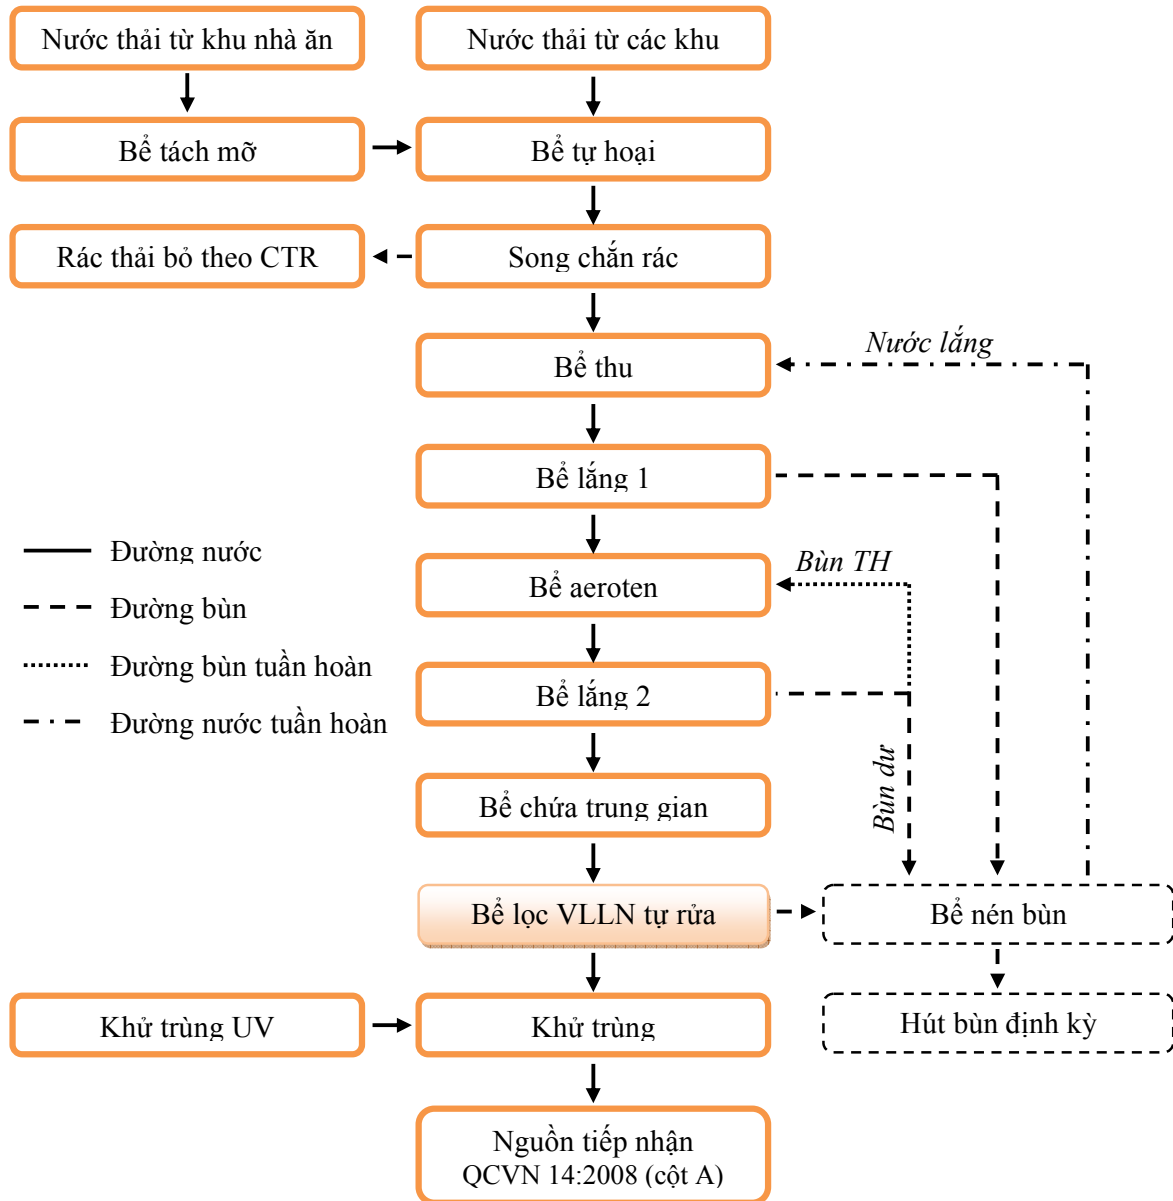 Nước thải từ khu nhà ăn
Nước thải từ các khu
Bể tách mỡ
Bể tự hoại
Rác thải bỏ theo CTR
Song chắn rác
Nước lắng
Bể thu
Bể lắng 1
Đường nước
Bùn TH
Bể aeroten
Đường bùn
Đường bùn tuần hoàn
Bể lắng 2
Đường nước tuần hoàn
Bùn dư
Bể chứa trung gian
Bể lọc VLLN tự rửa
Bể nén bùn
Khử trùng UV
Khử trùng
Hút bùn định kỳ
Nguồn tiếp nhận
QCVN 14:2008 (cột A)